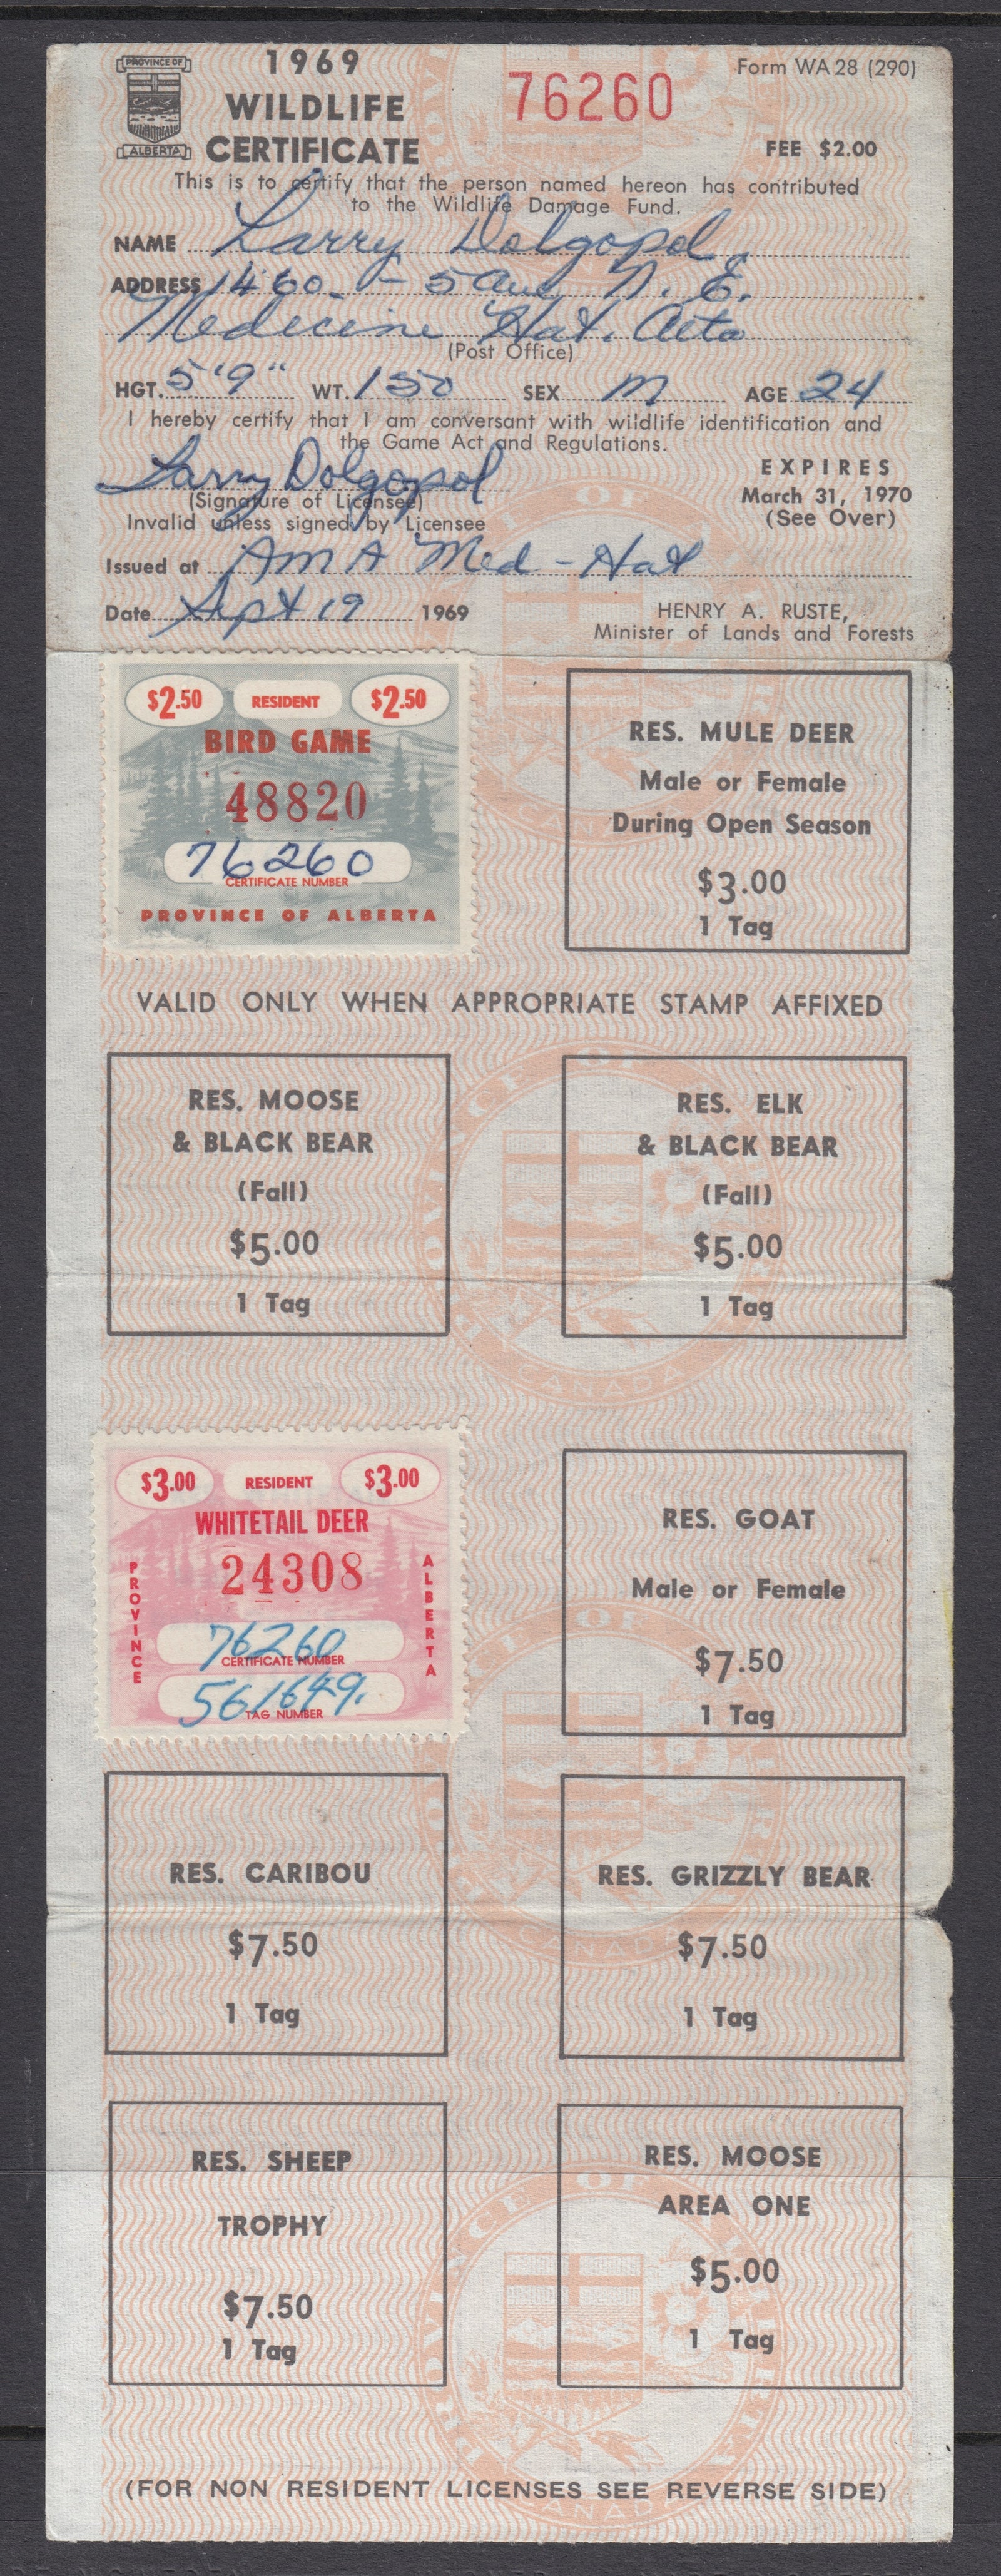 PROVINCE OF
ALBERTA
1969
WILDLIFE
CERTIFICATE
76260
Form WA 28 (290)
FEE $2.00
This is to certify that the person named hereon has contributed
to the Wildlife Damage Fund.
NAME Larry Dolgopol
ADDRESS 1460 - 5 Ave N.E.
Medicine Hat. Alta
(Post Office)
HGT. 5'9" WT. 150 SEX M AGE 24
I hereby certify that I am conversant with wildlife identification and
the Game Act and Regulations.
Larry Dolgopol
(Signature of Licensee)
Invalid unless signed by Licensee
EXPIRES
March 31, 1970
(See Over)
Issued at AMA Med-Hat
Date Sept 19 1969
HENRY A. RUSTE,
Minister of Lands and Forests
$2.50 RESIDENT $2.50
BIRD GAME
48820
76260
CERTIFICATE NUMBER
PROVINCE OF ALBERTA
RES. MULE DEER
Male or Female
During Open Season
$3.00
1 Tag
VALID ONLY WHEN APPROPRIATE STAMP AFFIXED
RES. MOOSE
& BLACK BEAR
(Fall)
$5.00
1 Tag
RES. ELK
& BLACK BEAR
(Fall)
$5.00
1 Tag
$3.00 RESIDENT $3.00
WHITETAIL DEER
24308
PROVINCE
ALBERTA
76260
CERTIFICATE NUMBER
561649.
TAG NUMBER
RES. GOAT
Male or Female
$7.50
1 Tag
RES. CARIBOU
$7.50
1 Tag
RES. GRIZZLY BEAR
$7.50
1 Tag
RES. SHEEP
TROPHY
$7.50
1 Tag
RES. MOOSE
AREA ONE
$5.00
1 Tag
(FOR NON RESIDENT LICENSES SEE REVERSE SIDE)